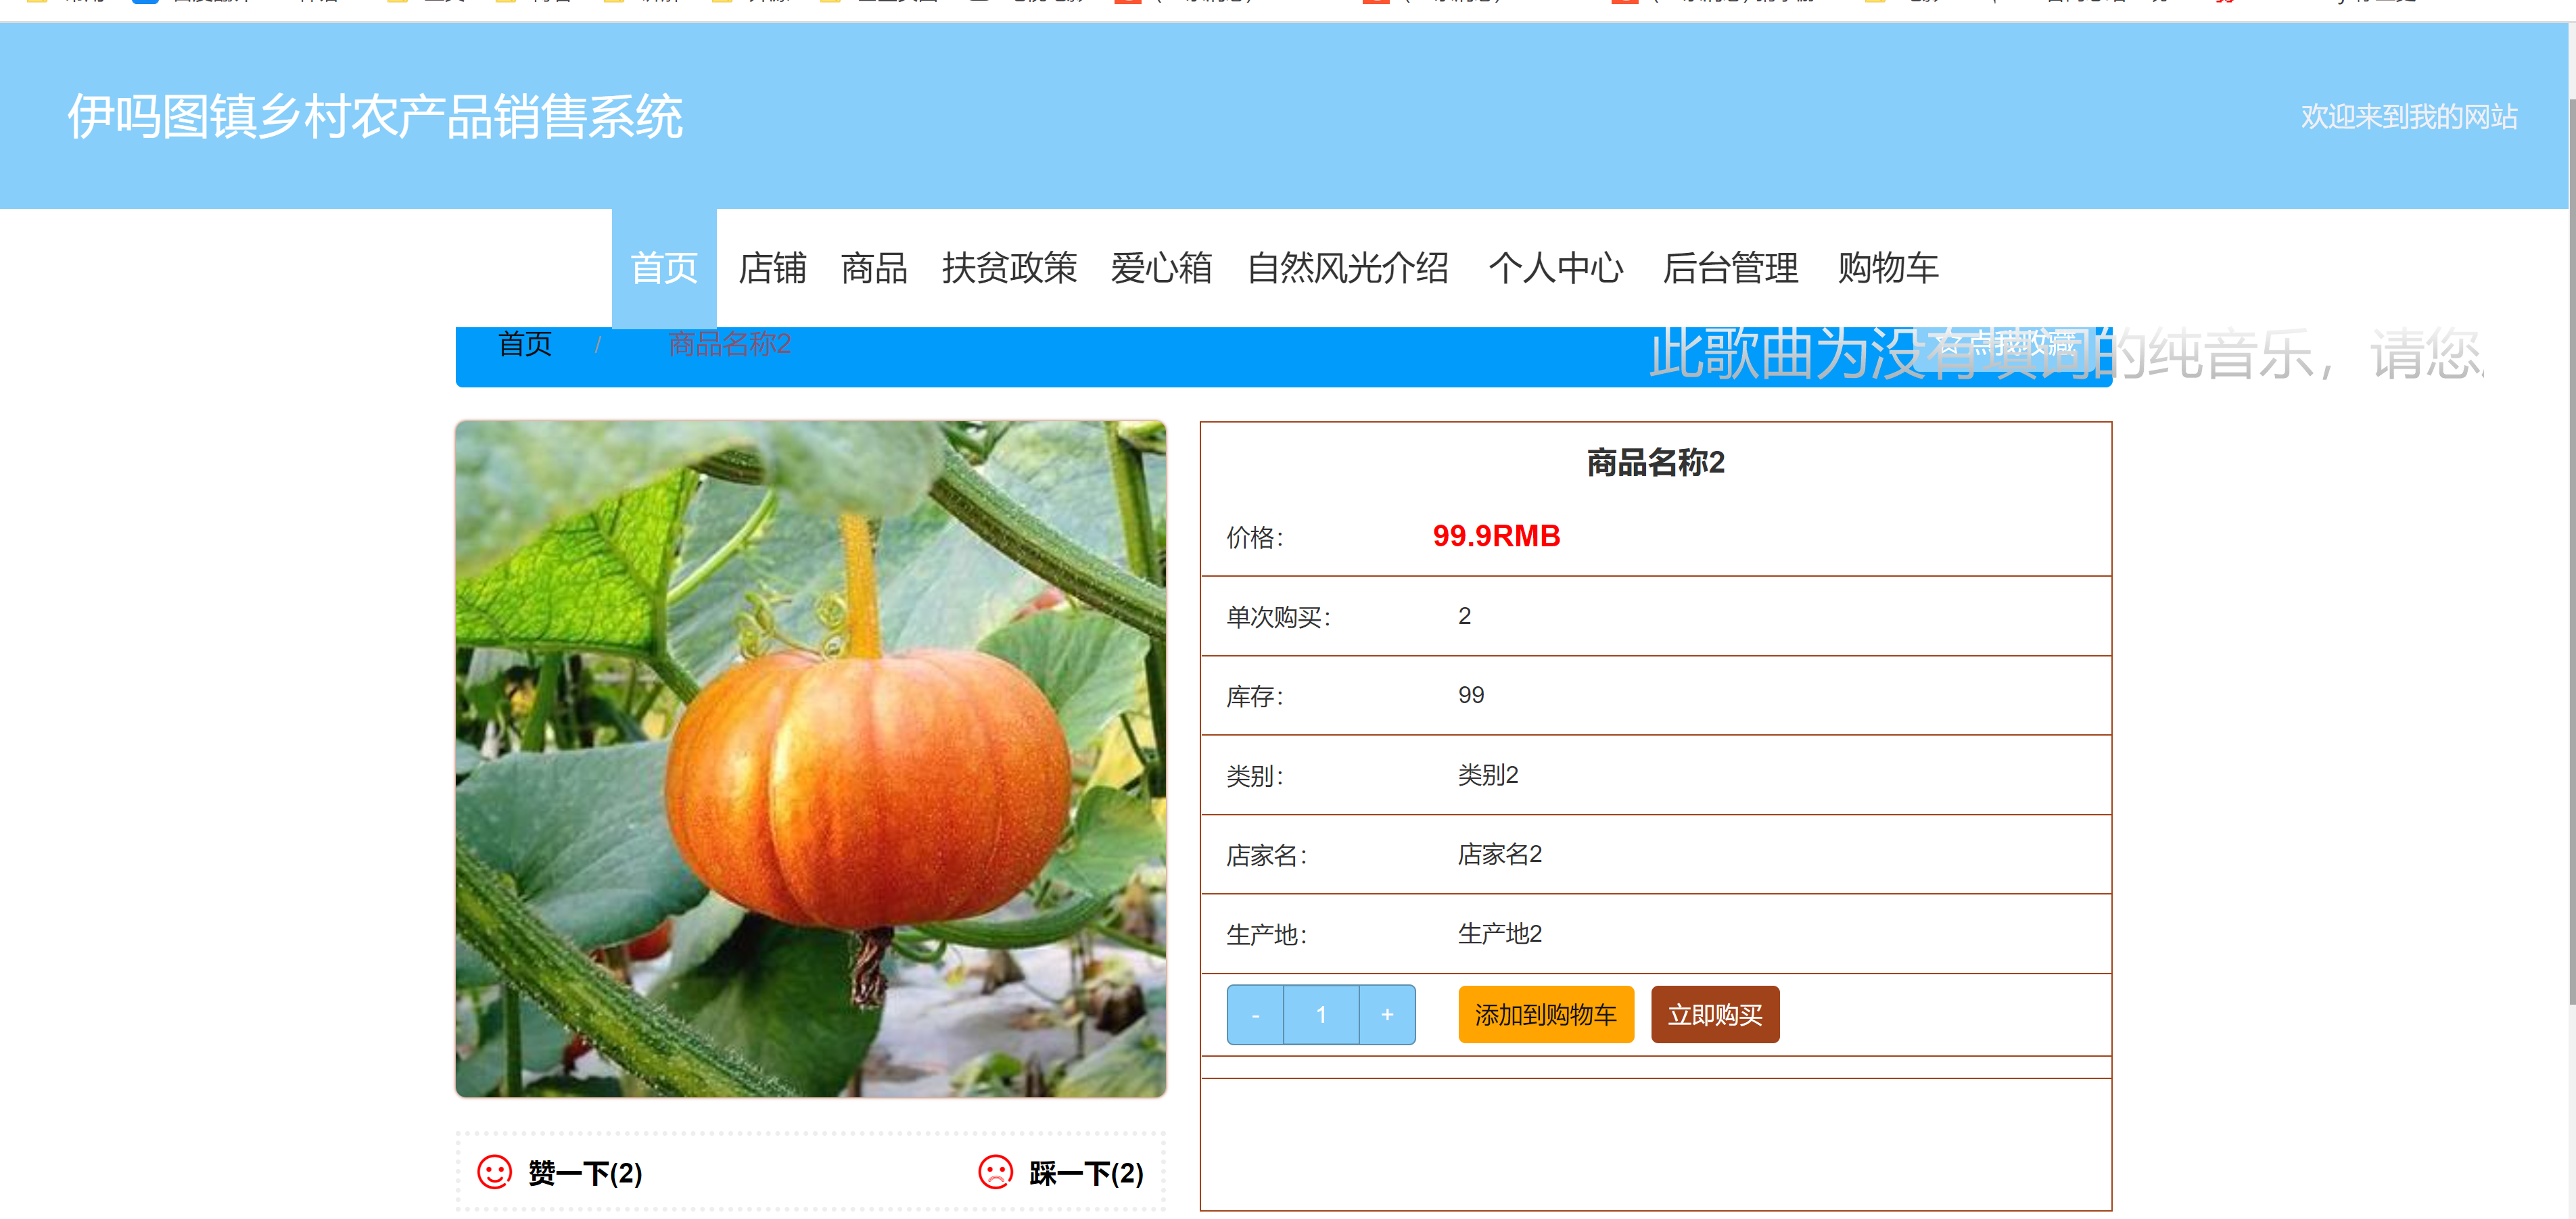 伊吗图镇乡村农产品销售系统
欢迎来到我的网站
首页 店铺 商品 扶贫政策 爱心箱 自然风光介绍 个人中心 后台管理 购物车
首页 / 商品名称2
点我收藏
此歌曲为没有填词的纯音乐，请您
商品名称2
价格： 99.9RMB
单次购买： 2
库存： 99
类别： 类别2
店家名： 店家名2
生产地： 生产地2
- 1 + 添加到购物车 立即购买
赞一下(2) 踩一下(2)